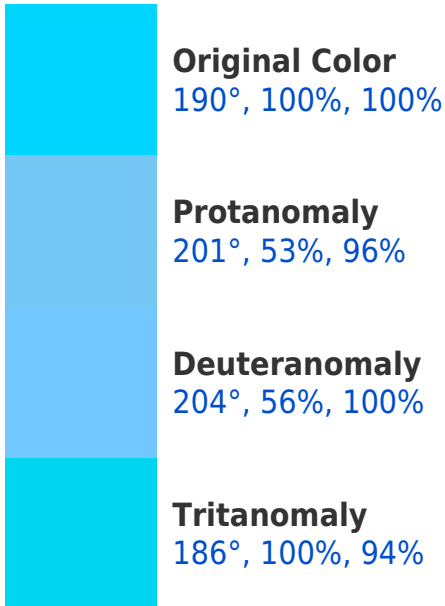 Original Color
190°, 100%, 100%
Protanomaly
201°, 53%, 96%
Deuteranomaly
204°, 56%, 100%
Tritanomaly
186°, 100%, 94%